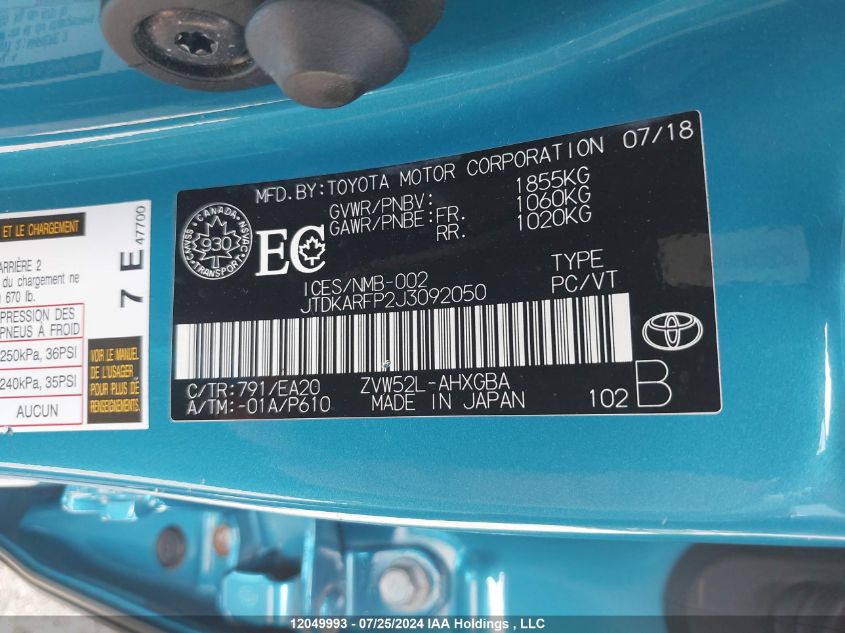 MFD.BY:TOYOTA MOTOR CORPORATION 07/18
GVWR/PNBV: 1855KG
GAWR/PNBE:FR. 1060KG
RR. 1020KG
CANADA
NSVAC
930
CMVSS
TRANSPORT
EC
ICES/NMB-002
JTDKARFP2J3092050
TYPE
PC/VT
C/TR:791/EA20 ZVW52L-AHXGBA
A/TM:-01A/P610 MADE IN JAPAN
102 B
ET LE CHARGEMENT
ARRIÈRE 2
du chargement ne
670 lb.
PRESSION DES
PNEUS À FROID
250kPa, 36PSI
240kPa, 35PSI
AUCUN
7 E 47700
VOIR LE MANUEL
DE L'USAGER
POUR PLUS DE
RENSEIGNEMENTS
12049993 - 07/25/2024 IAA Holdings , LLC